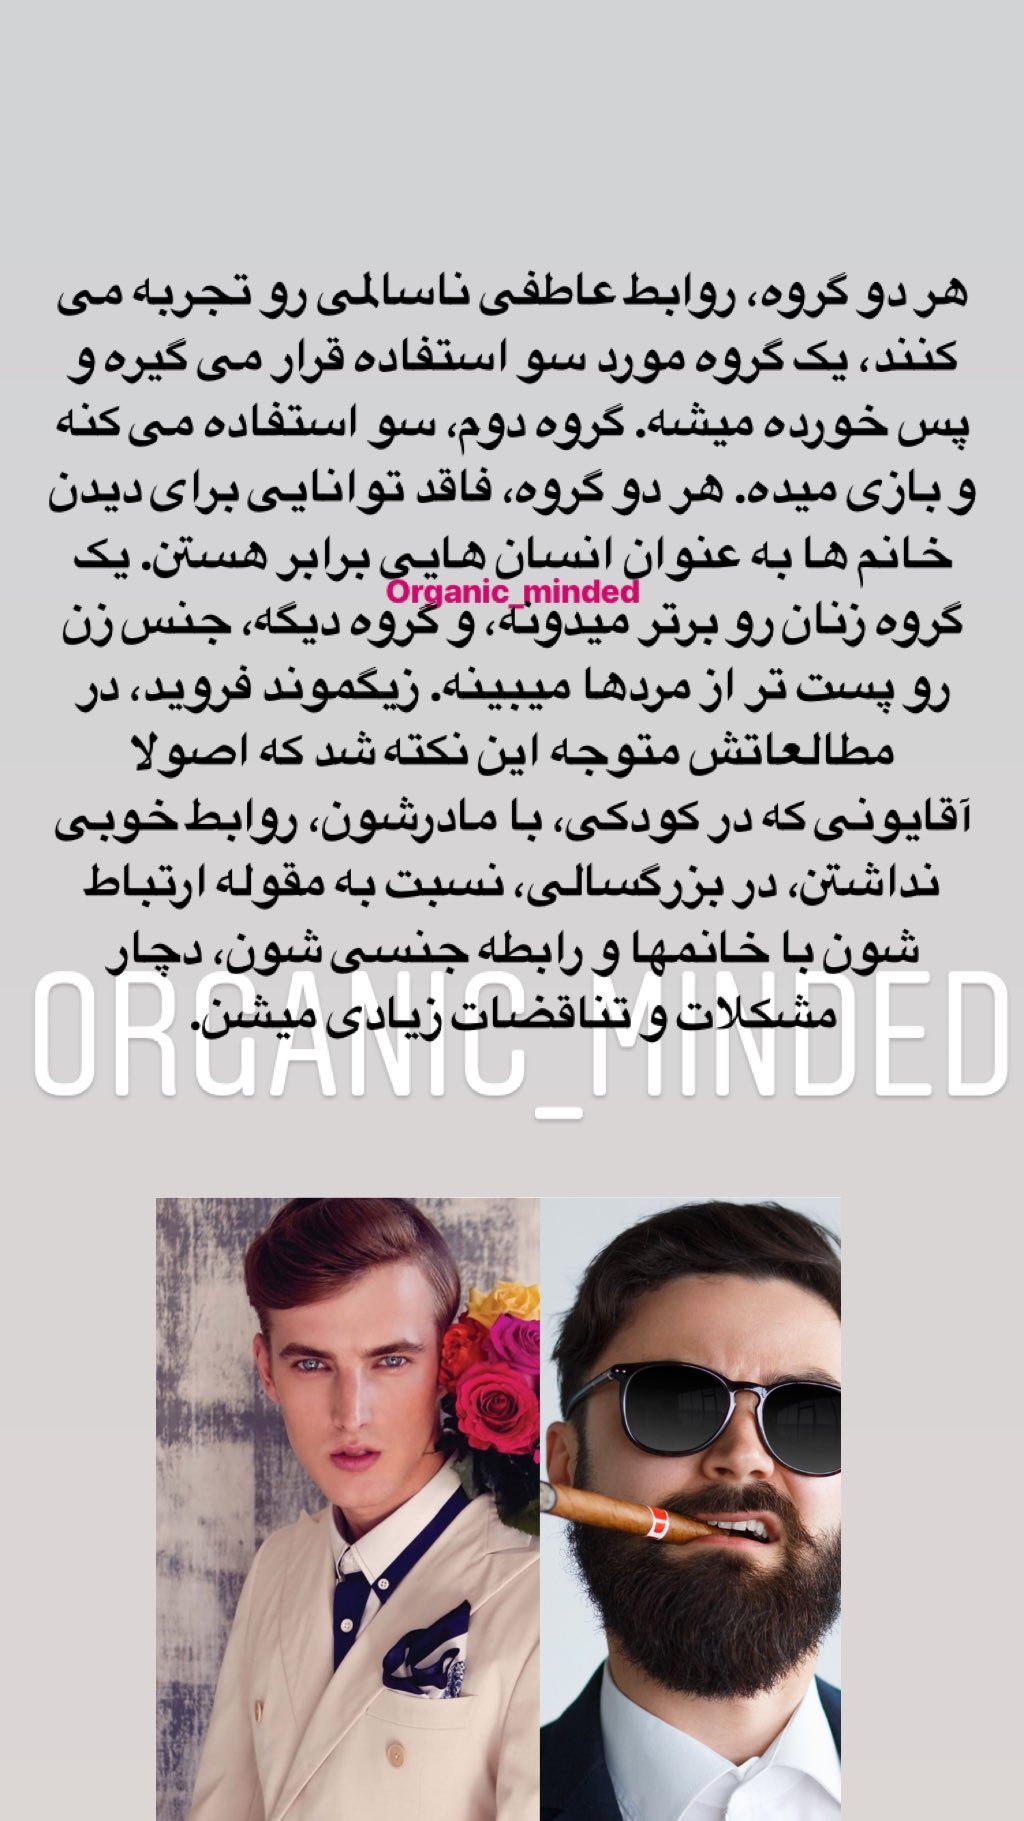 هر دو گروه، روابط عاطفی ناسالمی رو تجربه می
کنند، یک گروه مورد سو استفاده قرار می گیره و
پس خورده میشه. گروه دوم، سو استفاده می کنه
و بازی میده. هر دو گروه، فاقد توانایی برای دیدن
خانم ها به عنوان انسان هایی برابر هستن. یک
Organic_minded
گروه زنان رو برتر میدونه، و گروه دیگه، جنس زن
رو پست تر از مردها میبینه. زیگموند فروید، در
مطالعاتش متوجه این نکته شد که اصولا
آقایونی که در کودکی، با مادرشون، روابط خوبی
نداشتن، در بزرگسالی، نسبت به مقوله ارتباط
شون با خانمها و رابطه جنسی شون، دچار
مشکلات و تناقضات زیادی میشن.
ORGANIC_MINDED